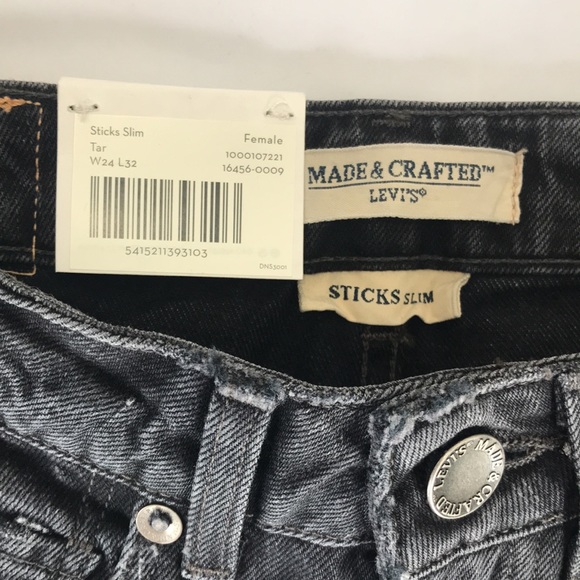 Sticks Slim
Tar
W24 L32
Female
1000107221
16456-0009
5415211393103
DNS3001
MADE & CRAFTED™
LEVI'S®
STICKS SLIM
LEVI'S MADE & CRAFTED